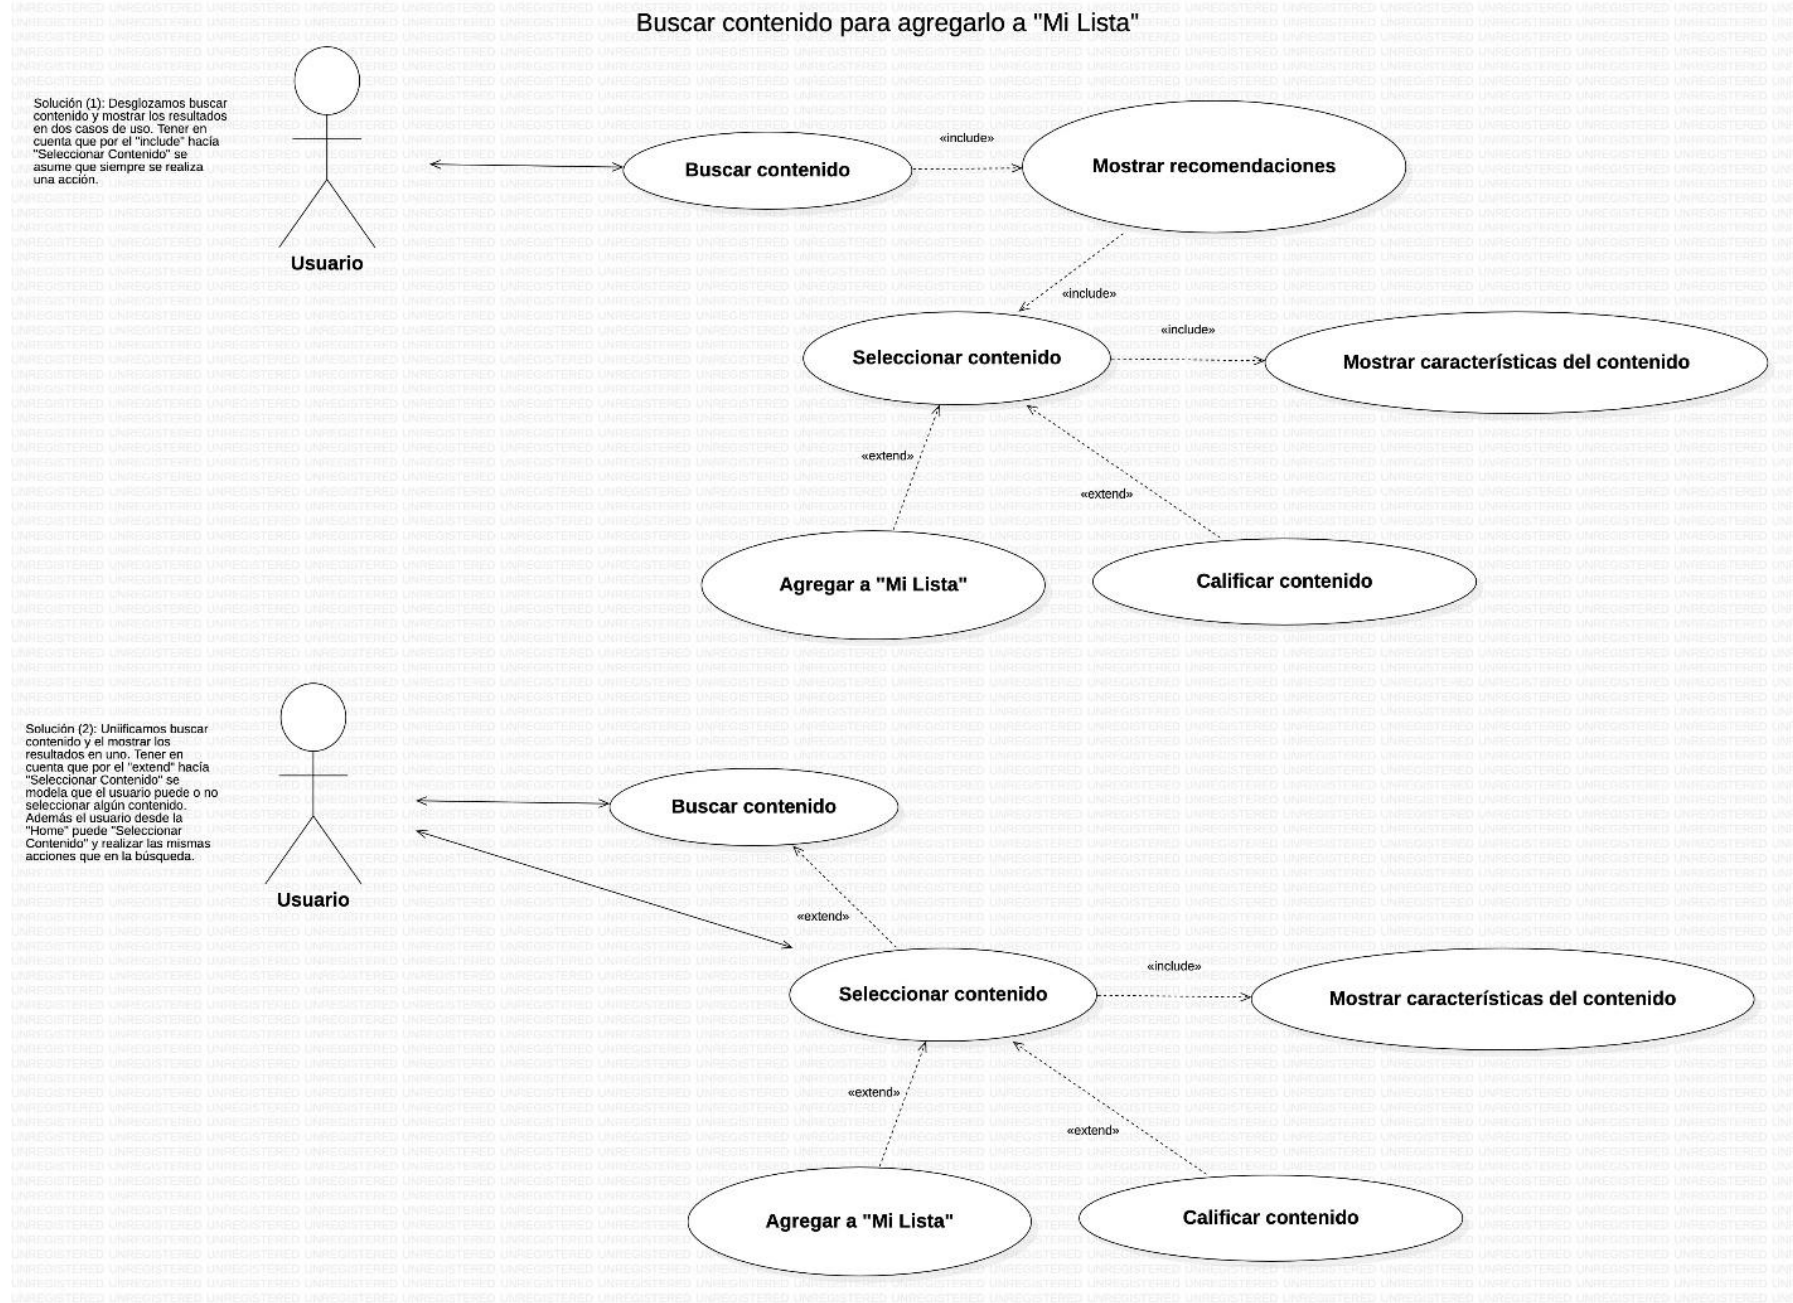 Buscar contenido para agregarlo a "Mi Lista"
Solución (1): Desglozamos buscar
contenido y mostrar los resultados
en dos casos de uso. Tener en
cuenta que por el "include" hacía
"Seleccionar Contenido" se
asume que siempre se realiza
una acción.
Usuario
Buscar contenido
«include»
Mostrar recomendaciones
«include»
Seleccionar contenido
«include»
Mostrar características del contenido
«extend»
«extend»
Agregar a "Mi Lista"
Calificar contenido
Solución (2): Uniificamos buscar
contenido y el mostrar los
resultados en uno. Tener en
cuenta que por el "extend" hacía
"Seleccionar Contenido" se
modela que el usuario puede o no
seleccionar algún contenido.
Además el usuario desde la
"Home" puede "Seleccionar
Contenido" y realizar las mismas
acciones que en la búsqueda.
Usuario
Buscar contenido
«extend»
Seleccionar contenido
«include»
Mostrar características del contenido
«extend»
«extend»
Agregar a "Mi Lista"
Calificar contenido